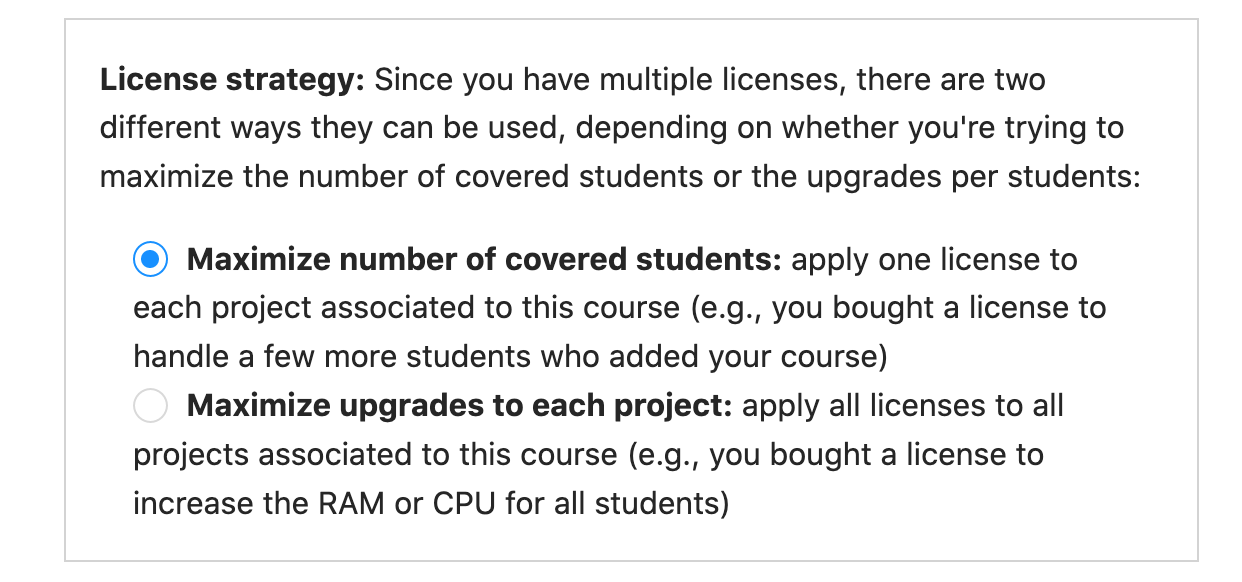 License strategy: Since you have multiple licenses, there are two
different ways they can be used, depending on whether you're trying to
maximize the number of covered students or the upgrades per students:
Maximize number of covered students: apply one license to
each project associated to this course (e.g., you bought a license to
handle a few more students who added your course)
Maximize upgrades to each project: apply all licenses to all
projects associated to this course (e.g., you bought a license to
increase the RAM or CPU for all students)